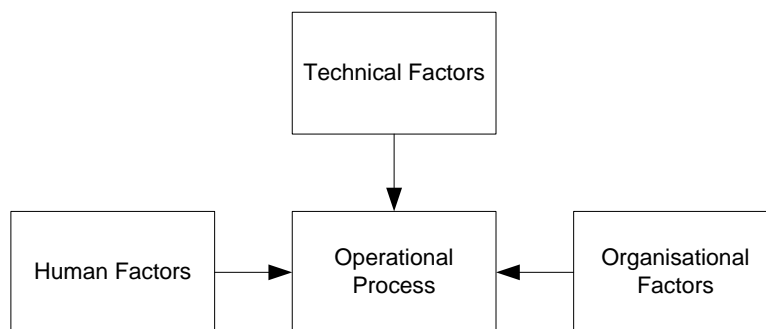 Technical Factors
Human Factors
Operational
Process
Organisational
Factors